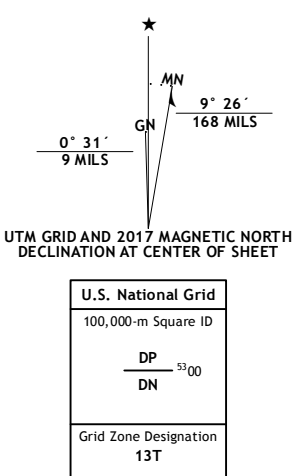 ★
MN
GN
9° 26´
168 MILS
0° 31´
9 MILS
UTM GRID AND 2017 MAGNETIC NORTH
DECLINATION AT CENTER OF SHEET
U.S. National Grid
100,000-m Square ID
DP
5300
DN
Grid Zone Designation
13T